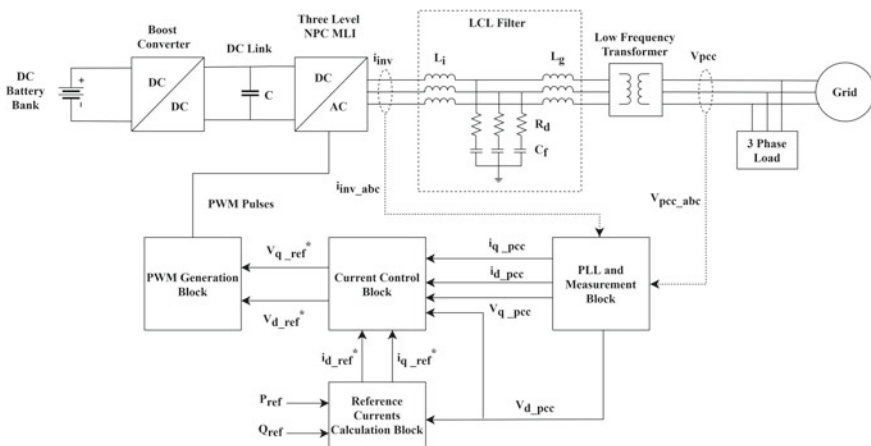 Boost
Converter
DC Link
Three Level
NPC MLI
LCL Filter
Low Frequency
Transformer
DC
Battery
Bank
+
-
DC
DC
C
DC
AC
i_inv
L_i
L_g
R_d
C_f
V_pcc
Grid
3 Phase
Load
i_inv_abc
V_pcc_abc
PWM Pulses
PWM Generation
Block
V_q_ref*
V_d_ref*
Current Control
Block
i_q_pcc
i_d_pcc
V_q_pcc
PLL and
Measurement
Block
i_d_ref*
i_q_ref*
P_ref
Q_ref
Reference
Currents
Calculation Block
V_d_pcc